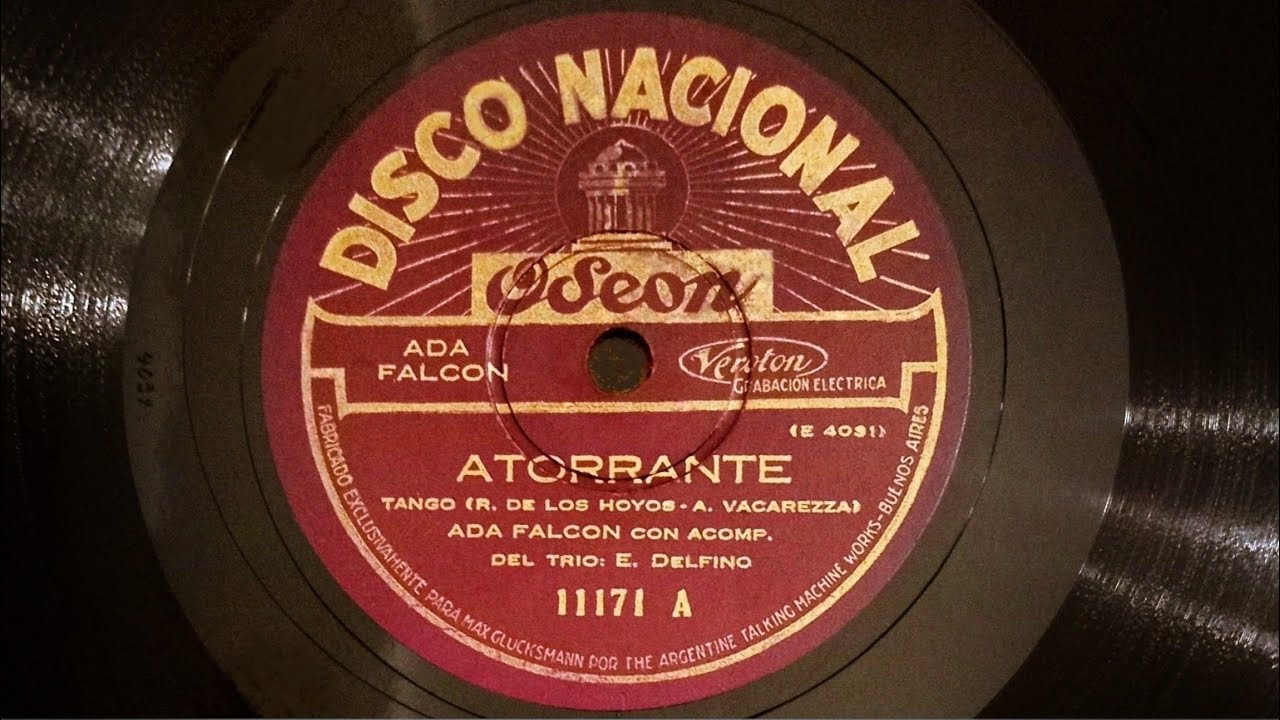 DISCO NACIONAL
Odeon
ADA
FALCON
Veroton
GRABACIÓN ELECTRICA
(E 4031)
ATORRANTE
TANGO (R. DE LOS HOYOS - A. VACAREZZA)
ADA FALCON CON ACOMP.
DEL TRIO: E. DELFINO
11171 A
FABRICADO EXCLUSIVAMENTE PARA MAX GLUCKSMANN POR THE ARGENTINE TALKING MACHINE WORKS-BUENOS AIRES